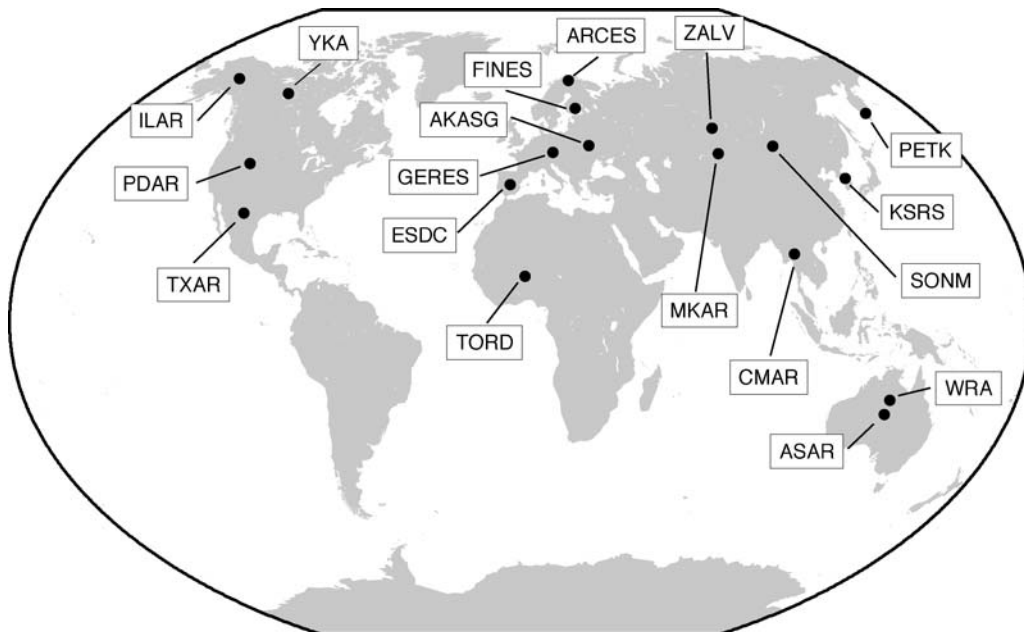 YKA
ARCES
ZALV
FINES
ILAR
AKASG
PETK
PDAR
GERES
KSRS
ESDC
TXAR
SONM
MKAR
TORD
CMAR
WRA
ASAR